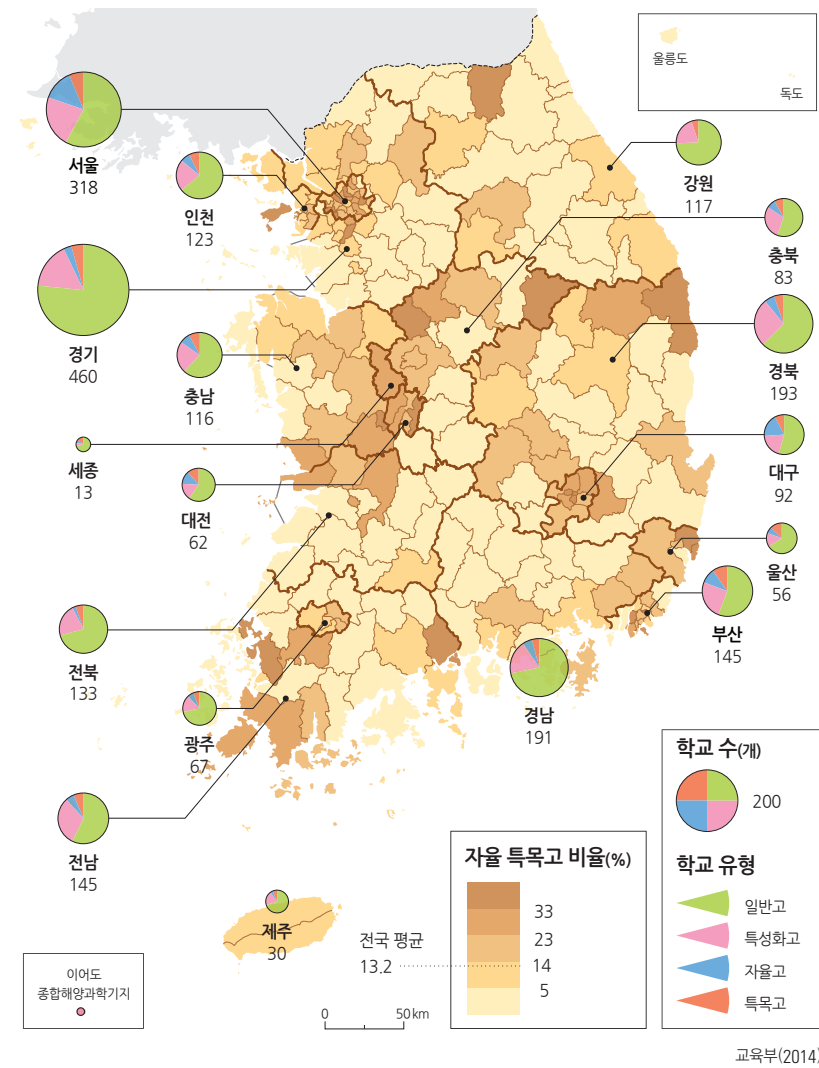 울릉도
독도
서울
318
인천
123
강원
117
충북
83
경기
460
충남
116
경북
193
세종
13
대전
62
대구
92
울산
56
부산
145
전북
133
광주
67
경남
191
전남
145
제주
30
이어도
종합해양과학기지
0 50 km
전국 평균
13.2
자율 특목고 비율(%)
33
23
14
5
학교 수(개)
200
학교 유형
일반고
특성화고
자율고
특목고
교육부(2014)